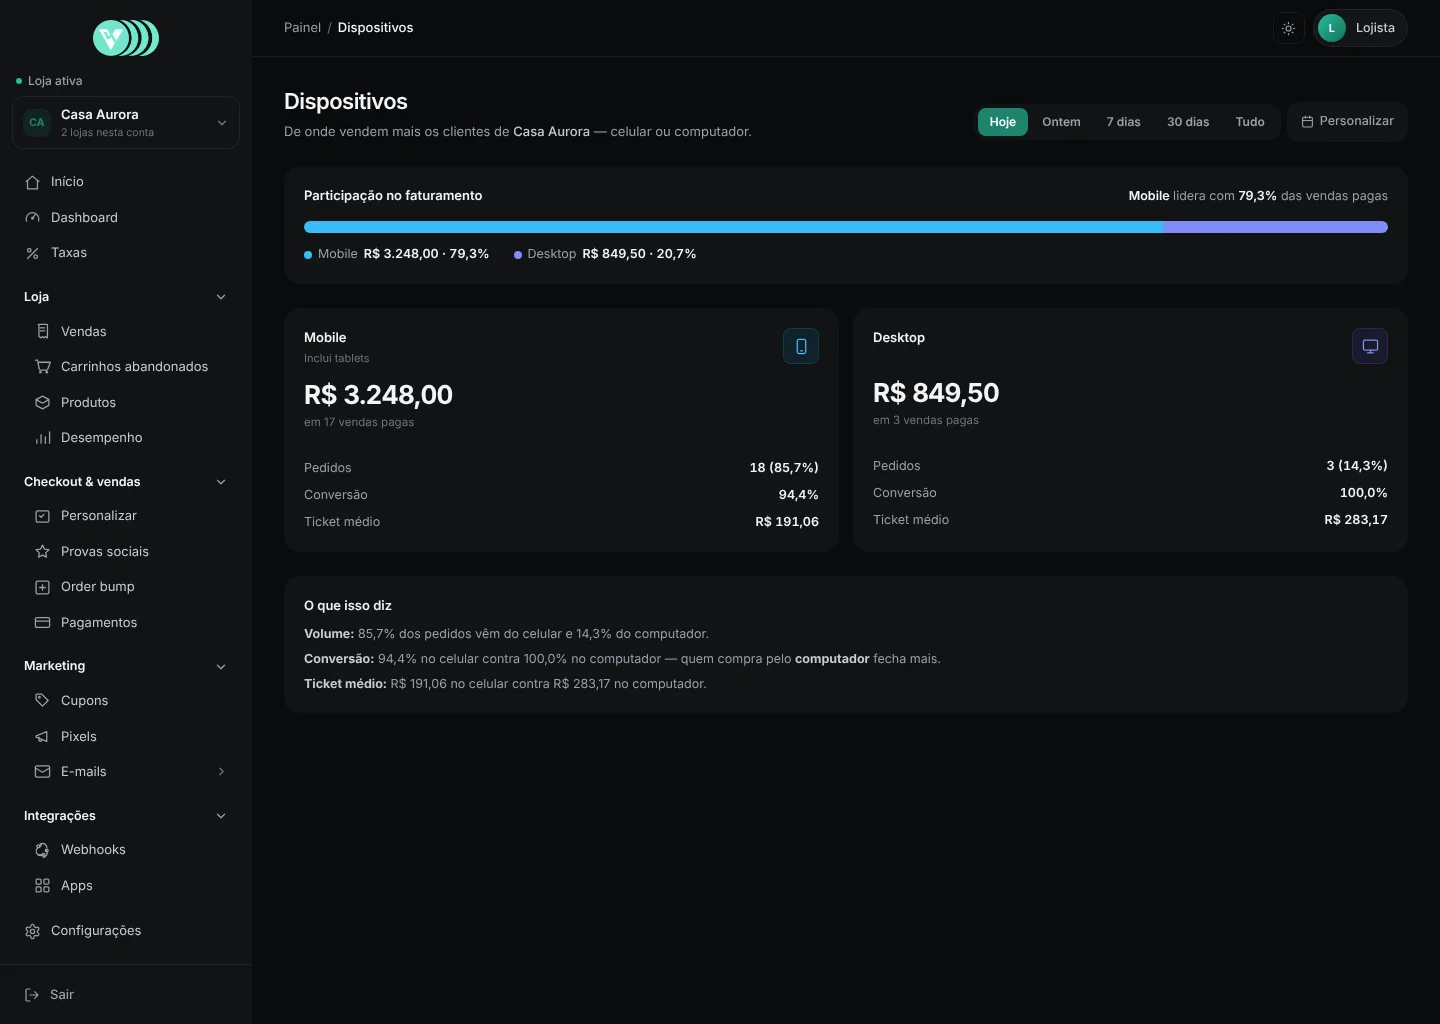 Loja ativa
CA
Casa Aurora
2 lojas nesta conta
Início
Dashboard
Taxas
Loja
Vendas
Carrinhos abandonados
Produtos
Desempenho
Checkout & vendas
Personalizar
Provas sociais
Order bump
Pagamentos
Marketing
Cupons
Pixels
E-mails
Integrações
Webhooks
Apps
Configurações
Sair
Painel / Dispositivos
L Lojista
Dispositivos
De onde vendem mais os clientes de Casa Aurora — celular ou computador.
Hoje Ontem 7 dias 30 dias Tudo Personalizar
Participação no faturamento
Mobile lidera com 79,3% das vendas pagas
Mobile R$ 3.248,00 · 79,3% Desktop R$ 849,50 · 20,7%
Mobile
Inclui tablets
R$ 3.248,00
em 17 vendas pagas
Pedidos 18 (85,7%)
Conversão 94,4%
Ticket médio R$ 191,06
Desktop
R$ 849,50
em 3 vendas pagas
Pedidos 3 (14,3%)
Conversão 100,0%
Ticket médio R$ 283,17
O que isso diz
Volume: 85,7% dos pedidos vêm do celular e 14,3% do computador.
Conversão: 94,4% no celular contra 100,0% no computador — quem compra pelo computador fecha mais.
Ticket médio: R$ 191,06 no celular contra R$ 283,17 no computador.